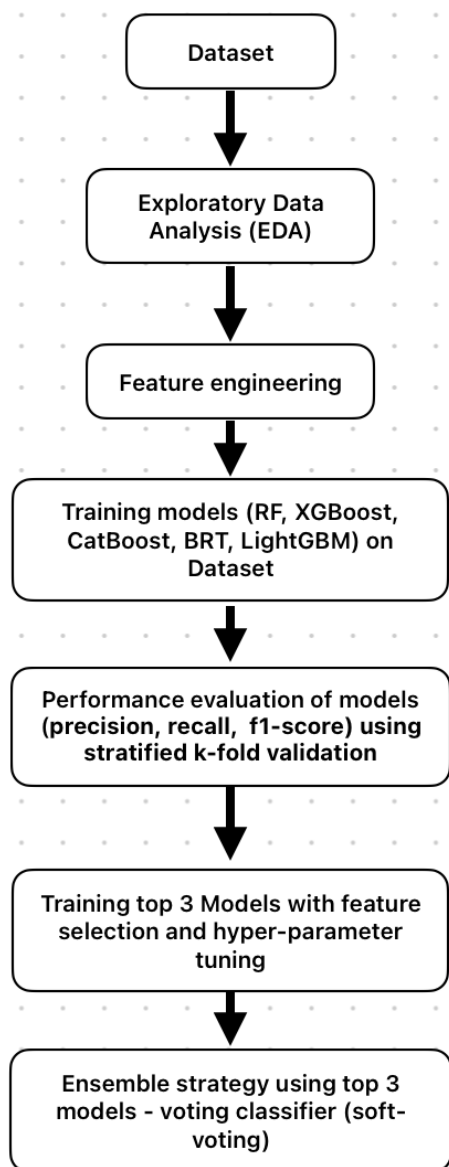 Dataset
Exploratory Data
Analysis (EDA)
Feature engineering
Training models (RF, XGBoost,
CatBoost, BRT, LightGBM) on
Dataset
Performance evaluation of models
(precision, recall, f1-score) using
stratified k-fold validation
Training top 3 Models with feature
selection and hyper-parameter
tuning
Ensemble strategy using top 3
models - voting classifier (soft-
voting)